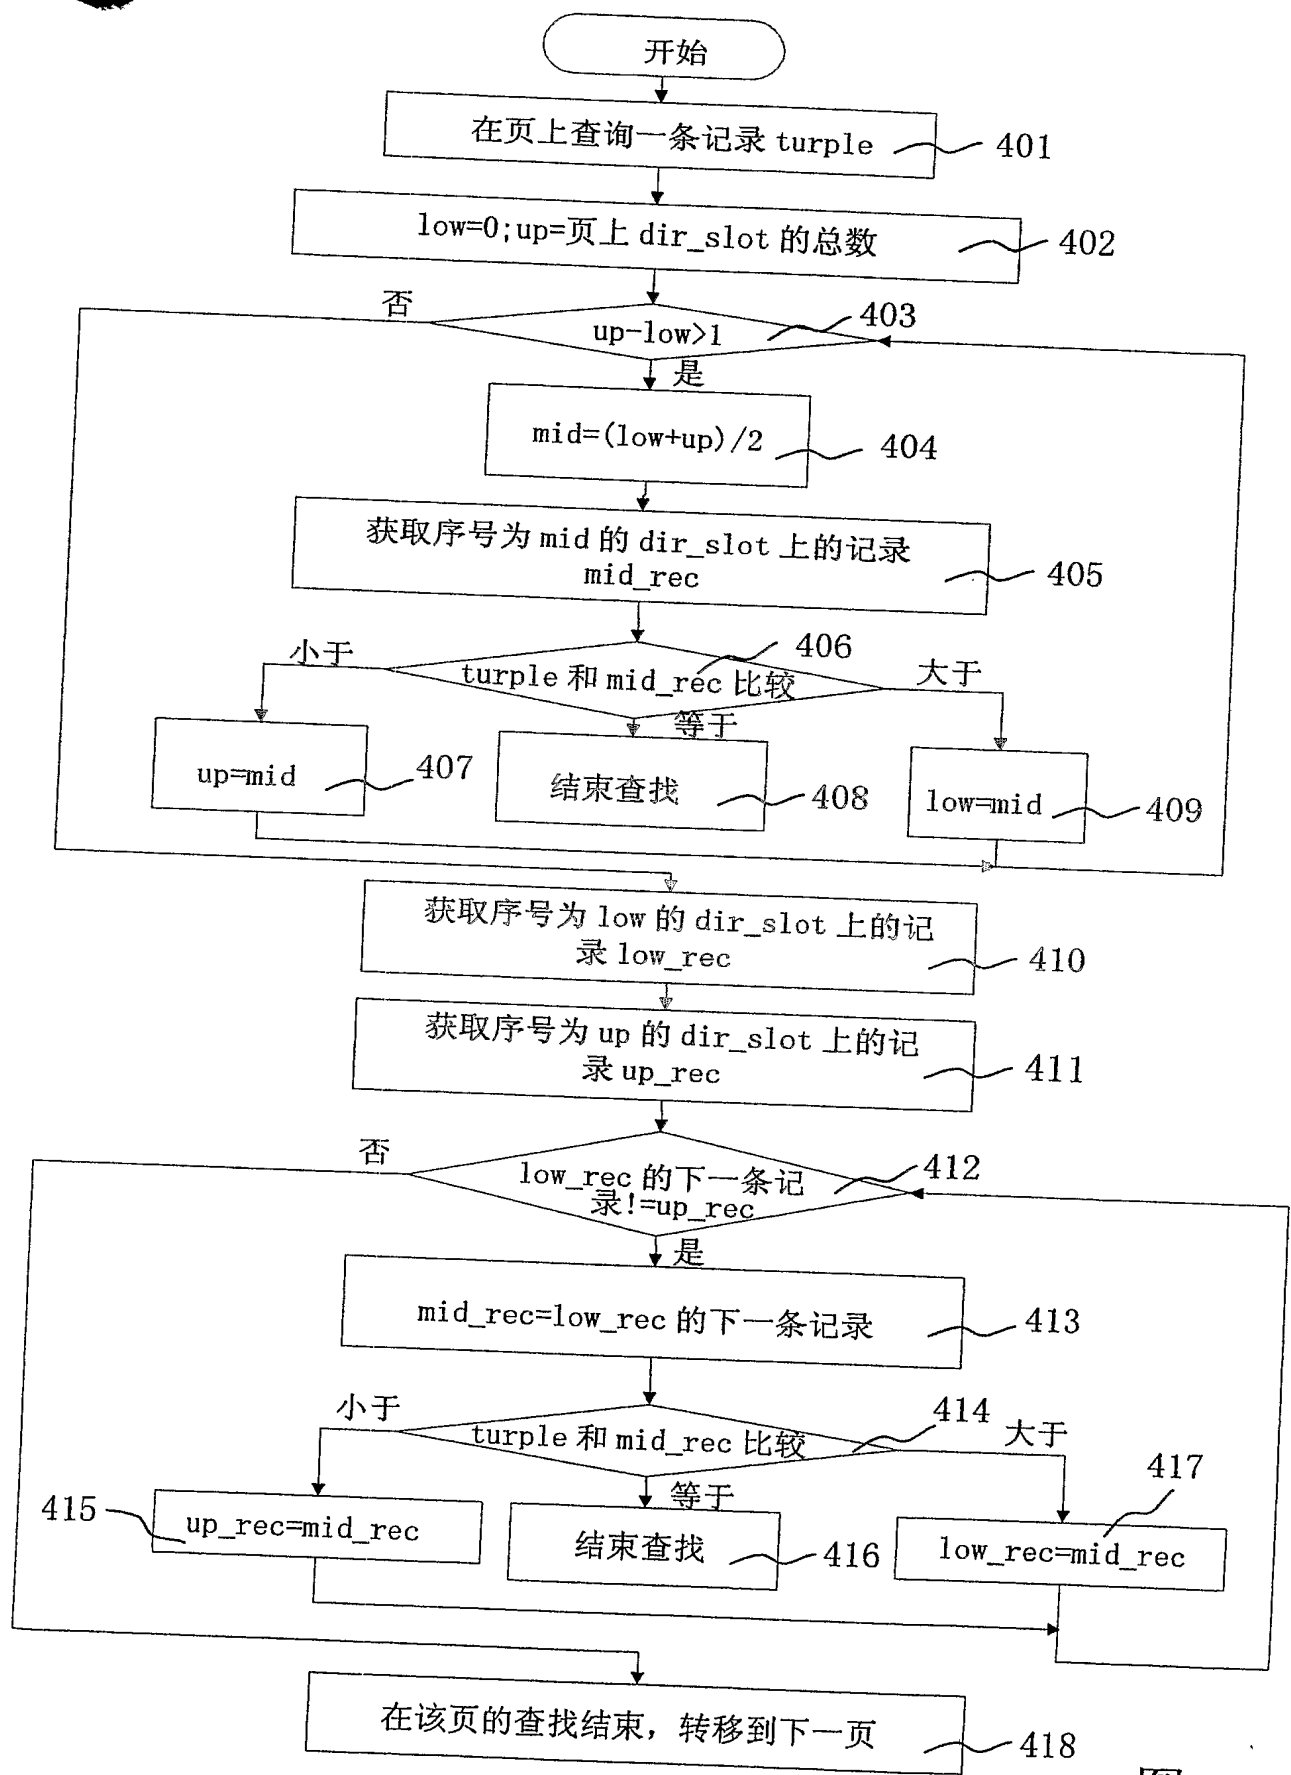 开始
在页上查询一条记录 turple
401
low=0;up=页上 dir_slot 的总数
402
否
up-low>1
403
是
mid=(low+up)/2
404
获取序号为 mid 的 dir_slot 上的记录
mid_rec
405
小于
turple 和 mid_rec 比较
406
大于
等于
up=mid
407
结束查找
408
low=mid
409
获取序号为 low 的 dir_slot 上的记
录 low_rec
410
获取序号为 up 的 dir_slot 上的记
录 up_rec
411
否
low_rec 的下一条记
录!=up_rec
412
是
mid_rec=low_rec 的下一条记录
413
小于
turple 和 mid_rec 比较
414
大于
等于
417
415
up_rec=mid_rec
结束查找
416
low_rec=mid_rec
在该页的查找结束，转移到下一页
418